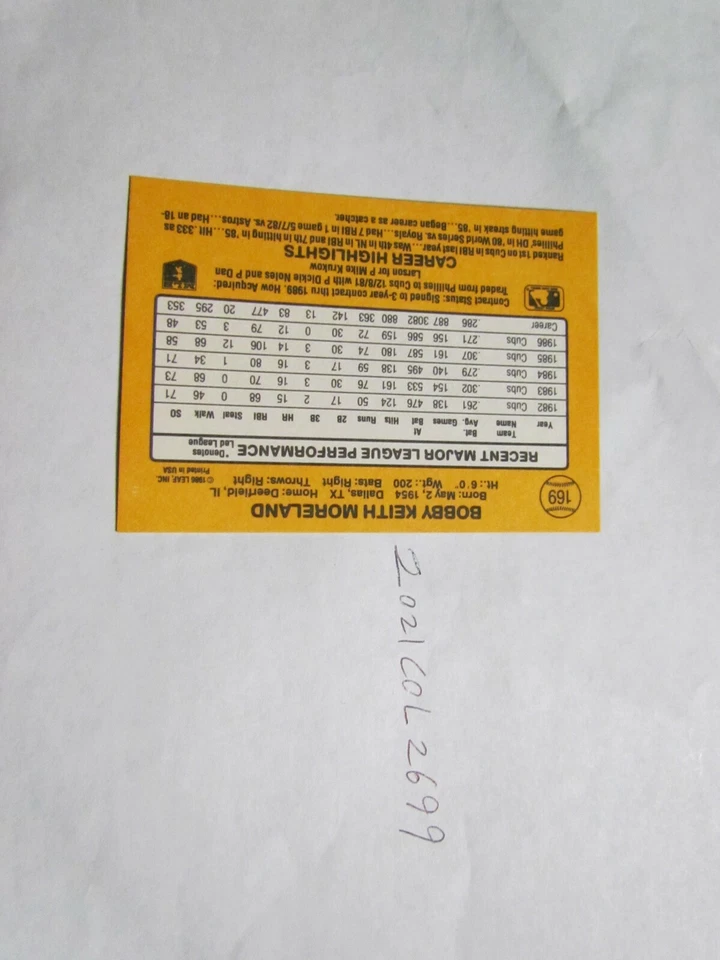 169
BOBBY KEITH MORELAND
Born: May 2, 1954 Dallas, TX Home: Deerfield, IL
Ht.: 6'0" Wgt.: 200 Bats: Right Throws: Right
© 1986 LEAF, INC.
Printed in USA
RECENT MAJOR LEAGUE PERFORMANCE
*Denotes
Led League
Team Bat. At
Year Name Avg. Games Bat Hits Runs 2B 3B HR RBI Steal Walk SO
1982 Cubs .261 138 476 124 50 17 2 15 68 0 46 71
1983 Cubs .302 154 533 161 76 30 3 16 70 0 68 73
1984 Cubs .279 140 495 138 59 17 3 16 80 1 34 71
1985 Cubs .307 161 587 180 74 30 3 14 106 12 68 58
1986 Cubs .271 156 586 159 72 30 0 12 79 3 53 48
Career .286 887 3082 880 363 142 13 83 477 20 295 353
Contract Status: Signed to 3-year contract thru 1989. How Acquired:
Traded from Phillies to Cubs 12/8/81 with P Dickie Noles and P Dan
Larson for P Mike Krukow
CAREER HIGHLIGHTS
Ranked on 1st on Cubs in RBI last year...Was 4th in NL in RBI and 7th in hitting in '85...Hit .333 as
Phillies DH in '80 World Series vs. Royals...Had 7 RBI in 1 game 5/7/82 vs. Astros...Had an 18-
game hitting streak in '85...Began career as a catcher.
2021COL2699